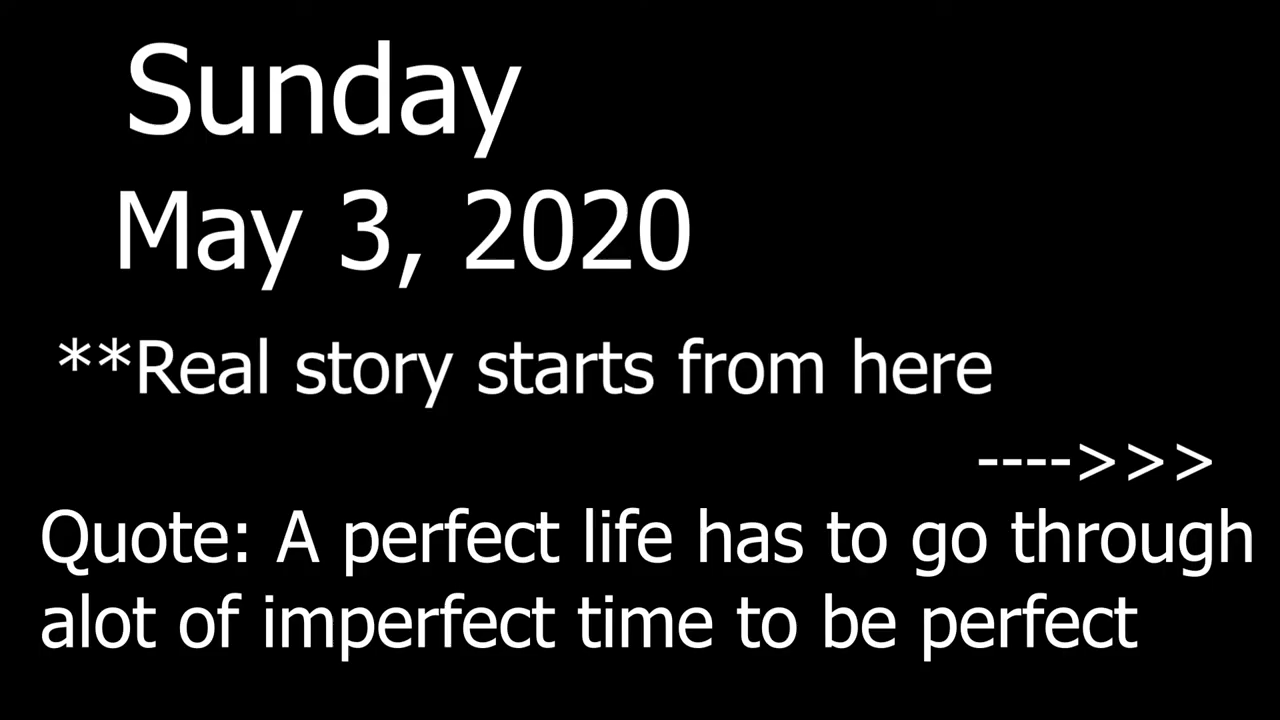 Sunday
May 3, 2020
**Real story starts from here
---->>>
Quote: A perfect life has to go through
alot of imperfect time to be perfect